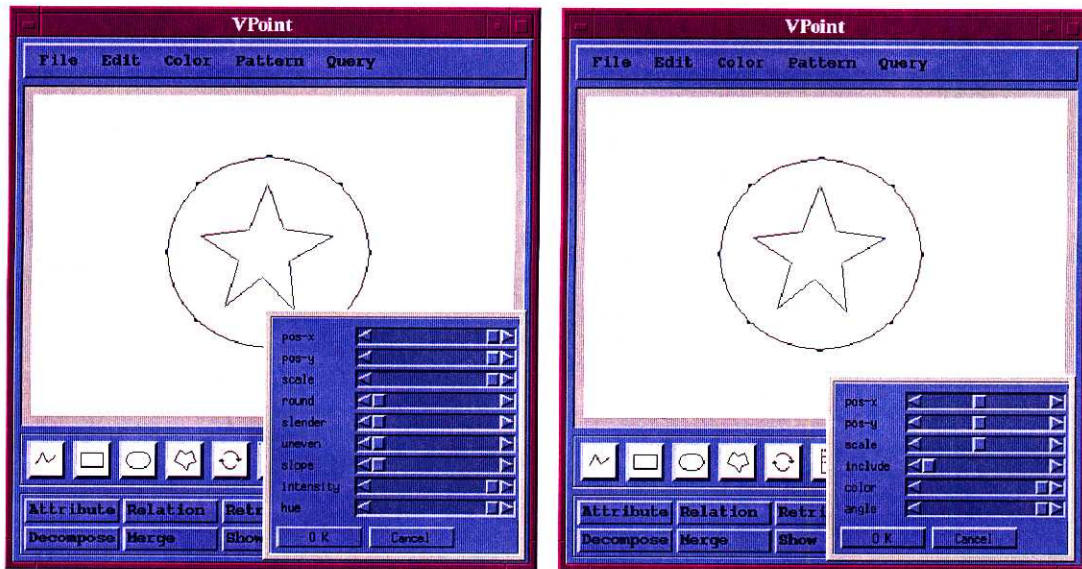 VPoint
File Edit Color Pattern Query
pos-x
pos-y
scale
round
slender
uneven
slope
intensity
hue
Attribute Relation
Decompose Merge Show
O K Cancel
VPoint
File Edit Color Pattern Query
pos-x
pos-y
scale
include
color
angle
Attribute Relation
Decompose Merge Show
O K Cancel